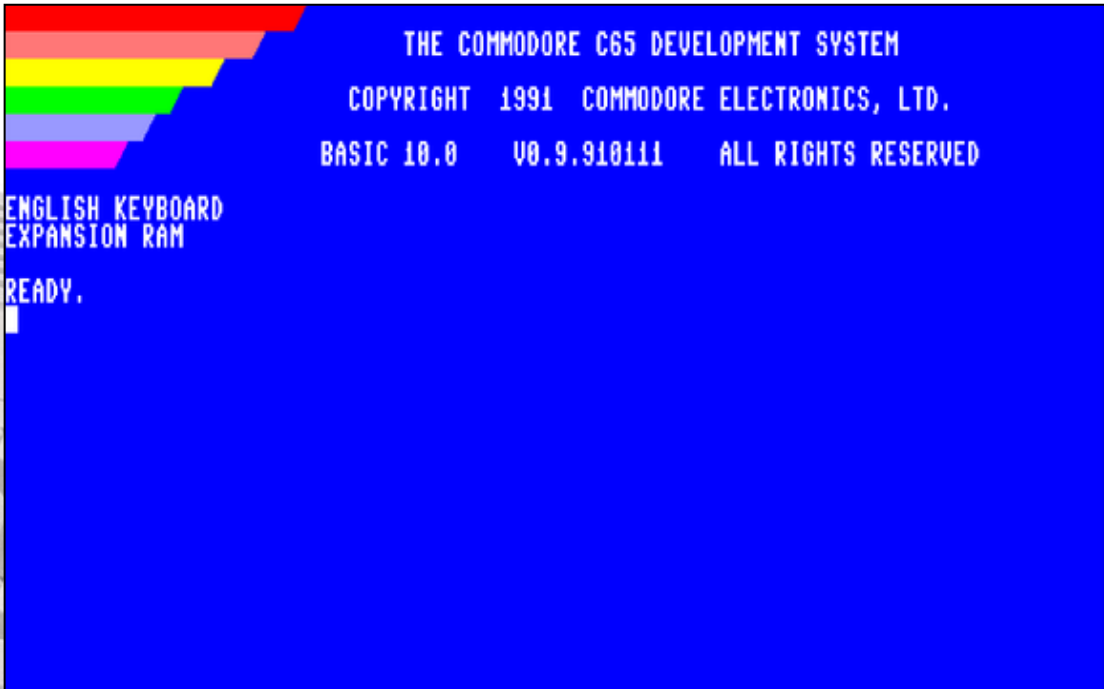 THE COMMODORE C65 DEVELOPMENT SYSTEM
COPYRIGHT 1991 COMMODORE ELECTRONICS, LTD.
BASIC 10.0 V0.9.910111 ALL RIGHTS RESERVED
ENGLISH KEYBOARD
EXPANSION RAM
READY.